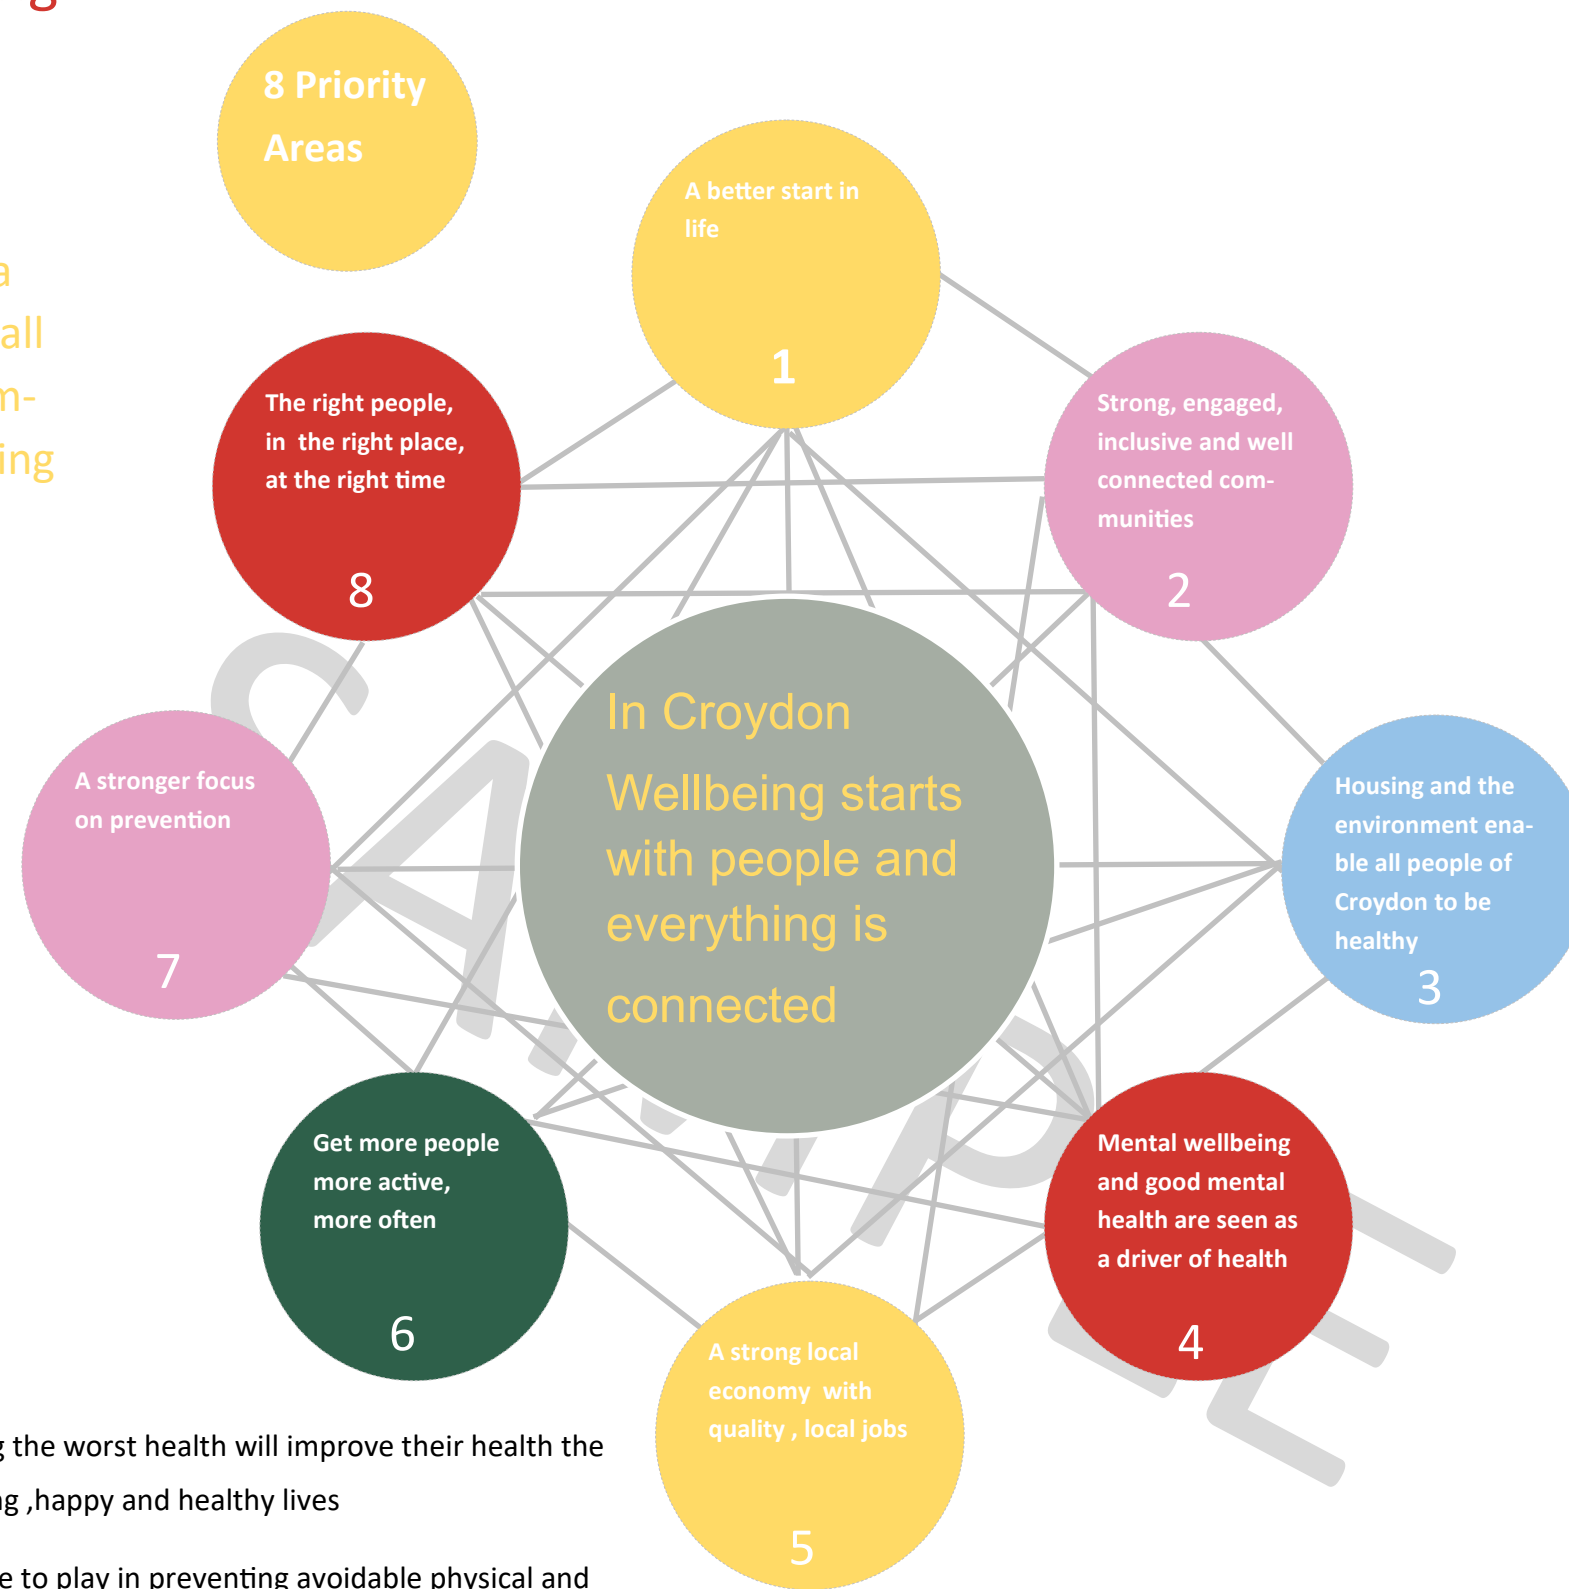 g
8 Priority
Areas
a
all
m-
ing
A better start in
life
1
Strong, engaged,
inclusive and well
connected com-
munities
2
Housing and the
environment ena-
ble all people of
Croydon to be
healthy
3
Mental wellbeing
and good mental
health are seen as
a driver of health
4
A strong local
economy with
quality , local jobs
5
Get more people
more active,
more often
6
A stronger focus
on prevention
7
The right people,
in the right place,
at the right time
8
In Croydon
Wellbeing starts
with people and
everything is
connected
g the worst health will improve their health the
ng ,happy and healthy lives
e to play in preventing avoidable physical and